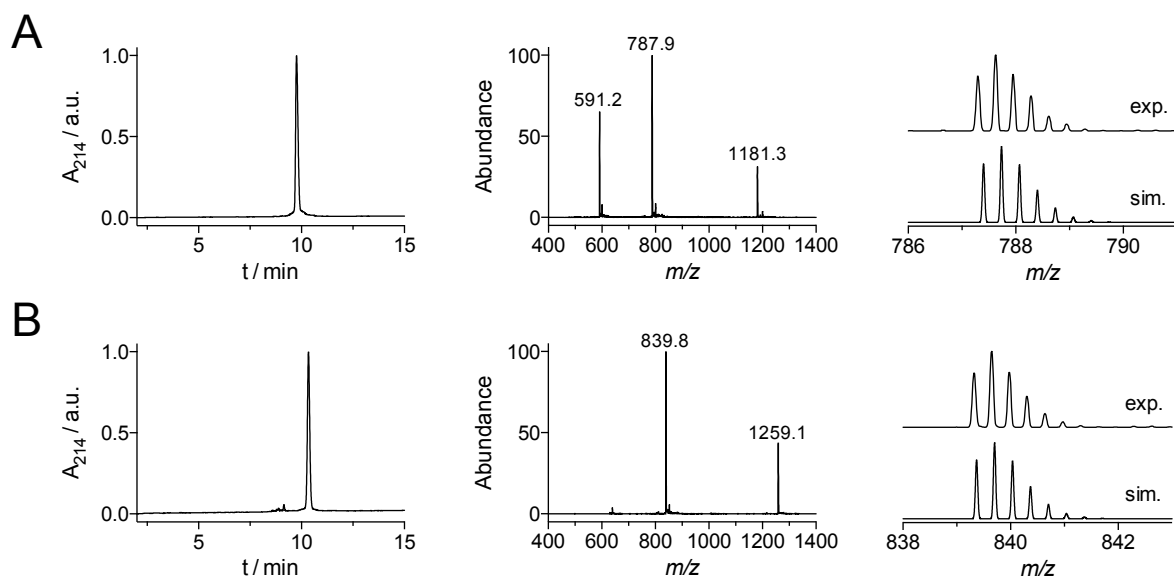 A
1.0
0.5
0.0
A214 / a.u.
5
10
15
t / min
100
50
0
Abundance
591.2
787.9
1181.3
400
600
800
1000
1200
1400
m/z
exp.
sim.
786
788
790
m/z
B
1.0
0.5
0.0
A214 / a.u.
5
10
15
t / min
100
50
0
Abundance
839.8
1259.1
400
600
800
1000
1200
1400
m/z
exp.
sim.
838
840
842
m/z